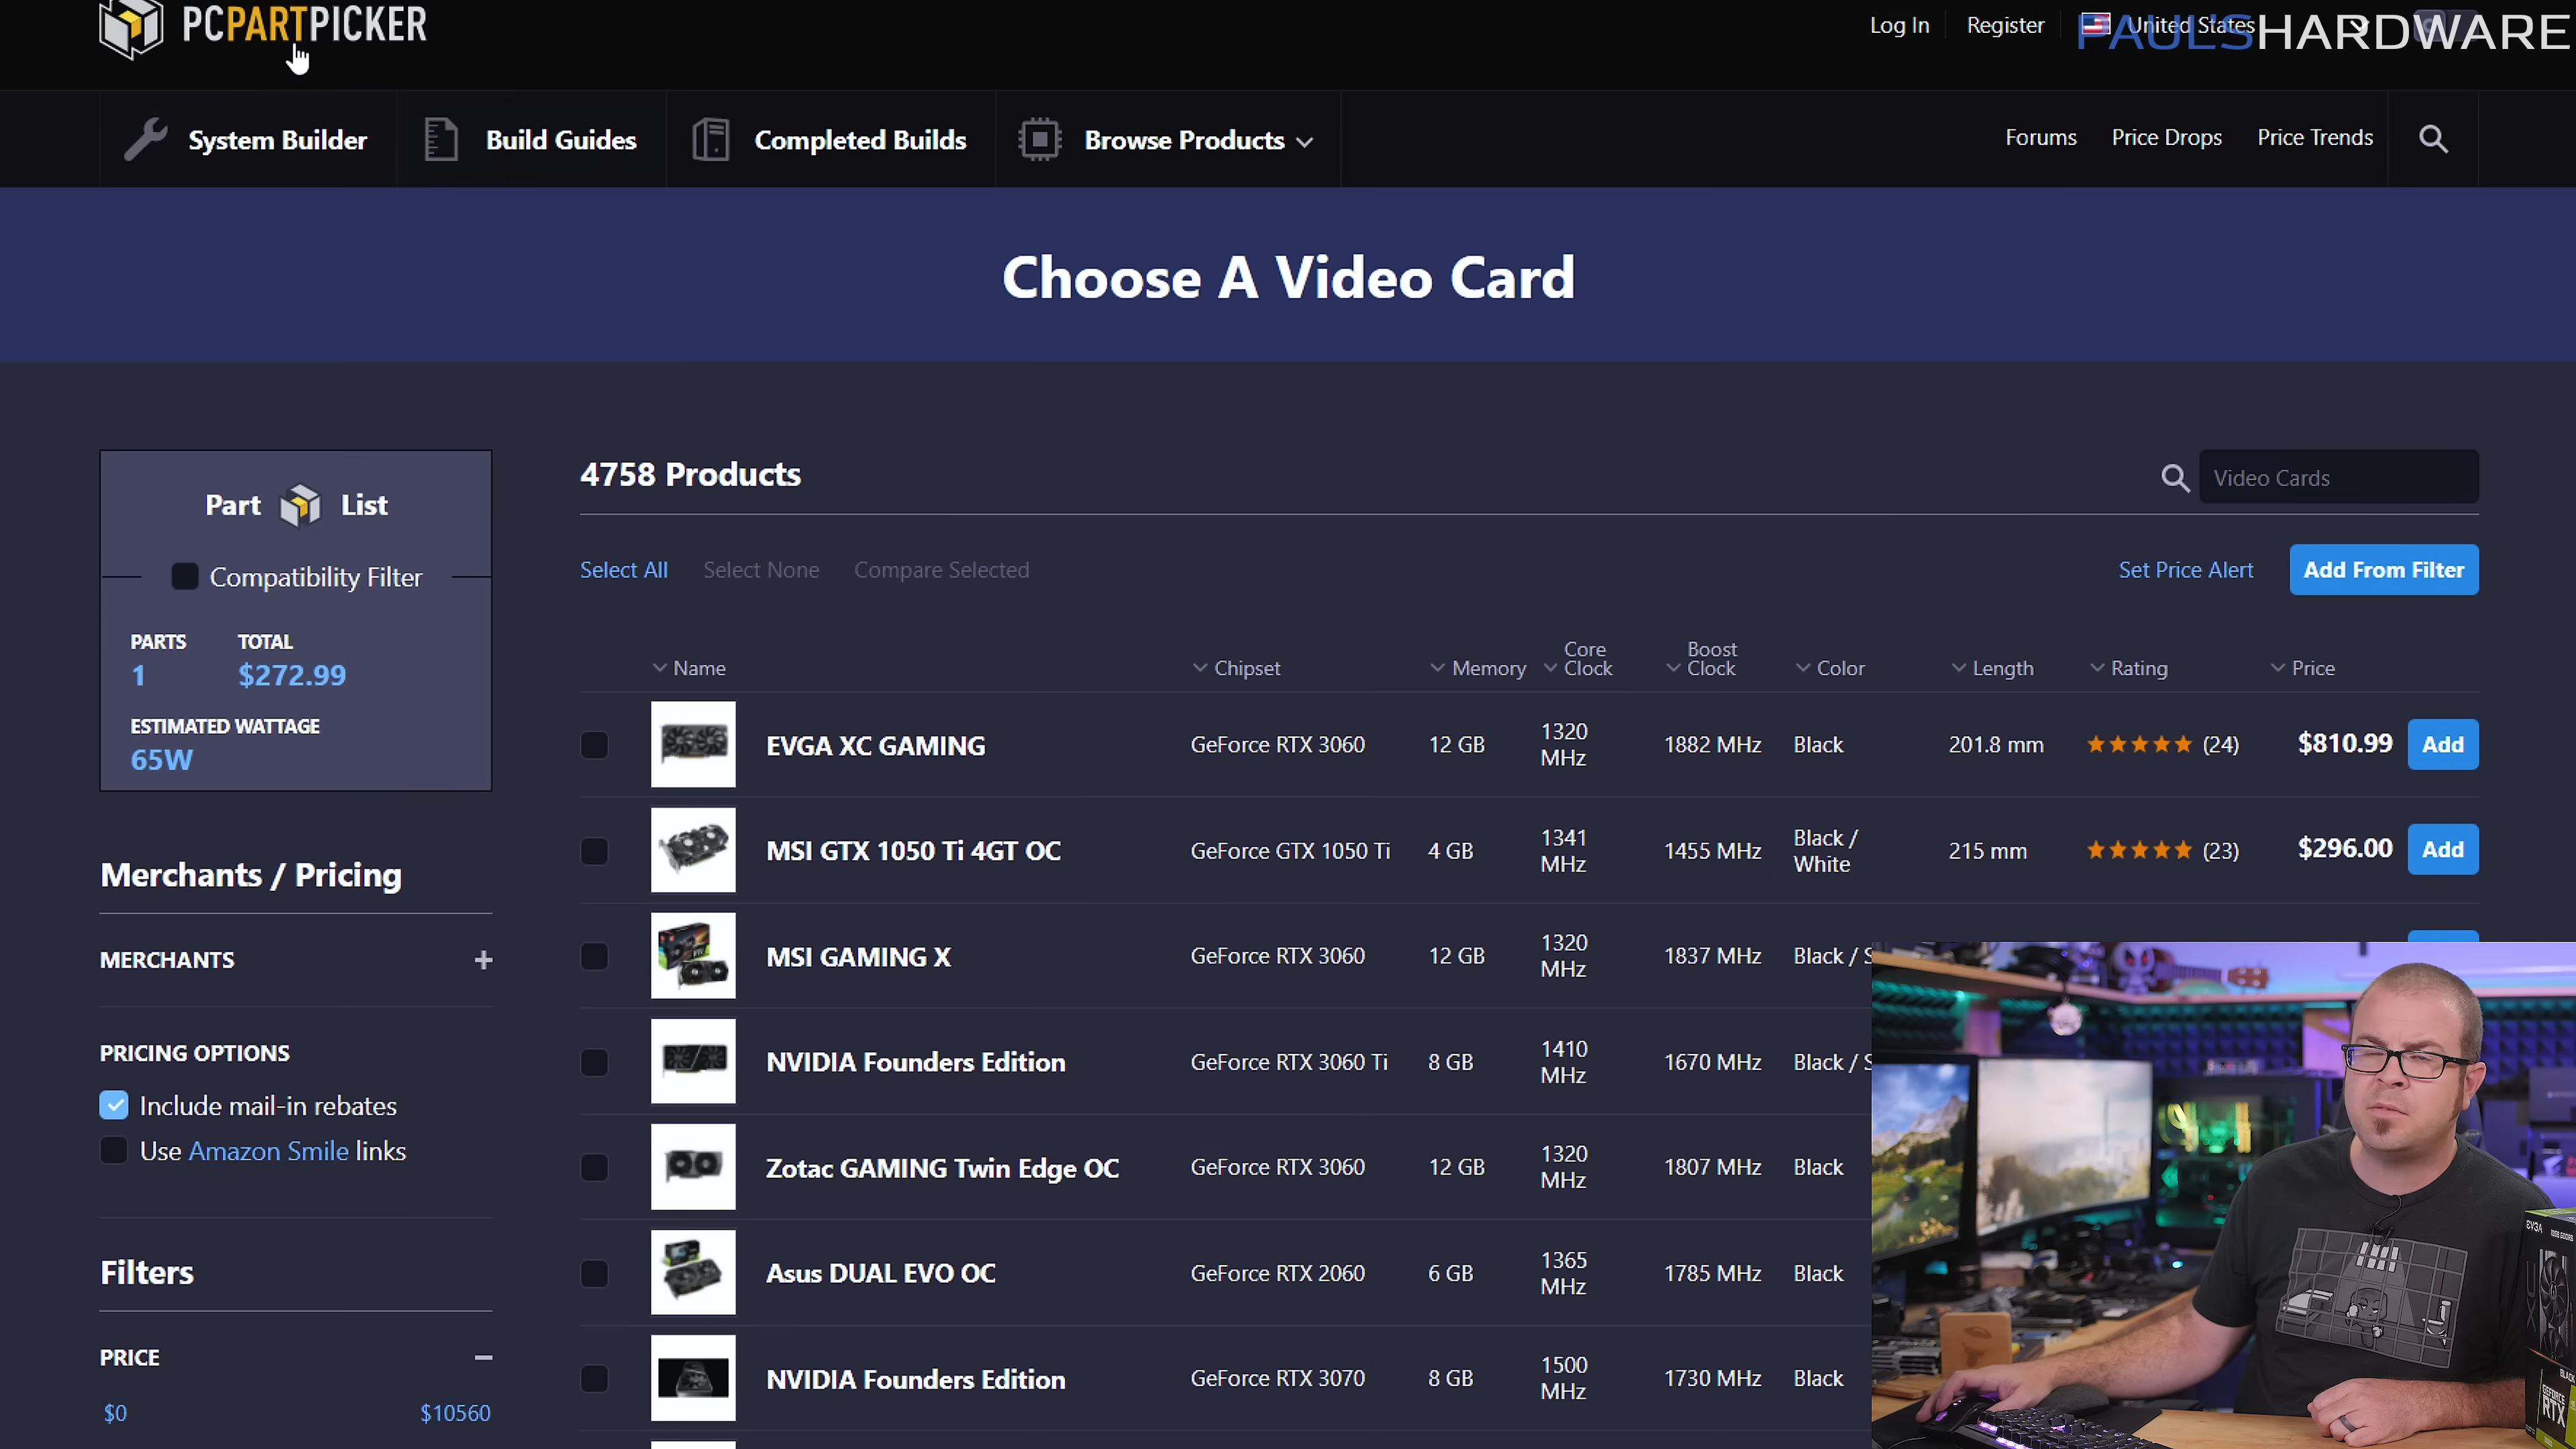 PCPARTPICKER
Log In Register United States
PAUL'SHARDWARE
System Builder Build Guides Completed Builds Browse Products
Forums Price Drops Price Trends
Choose A Video Card
Part List
Compatibility Filter
PARTS TOTAL
1 $272.99
ESTIMATED WATTAGE
65W
Merchants / Pricing
MERCHANTS
PRICING OPTIONS
Include mail-in rebates
Use Amazon Smile links
Filters
PRICE
$0 $10560
4758 Products
Video Cards
Select All Select None Compare Selected
Set Price Alert Add From Filter
Name Chipset Memory Core Clock Boost Clock Color Length Rating Price
EVGA XC GAMING GeForce RTX 3060 12 GB 1320 MHz 1882 MHz Black 201.8 mm (24) $810.99 Add
MSI GTX 1050 Ti 4GT OC GeForce GTX 1050 Ti 4 GB 1341 MHz 1455 MHz Black / White 215 mm (23) $296.00 Add
MSI GAMING X GeForce RTX 3060 12 GB 1320 MHz 1837 MHz Black / S
NVIDIA Founders Edition GeForce RTX 3060 Ti 8 GB 1410 MHz 1670 MHz Black / S
Zotac GAMING Twin Edge OC GeForce RTX 3060 12 GB 1320 MHz 1807 MHz Black
Asus DUAL EVO OC GeForce RTX 2060 6 GB 1365 MHz 1785 MHz Black
NVIDIA Founders Edition GeForce RTX 3070 8 GB 1500 MHz 1730 MHz Black
EVGA
GEFORCE
RTX